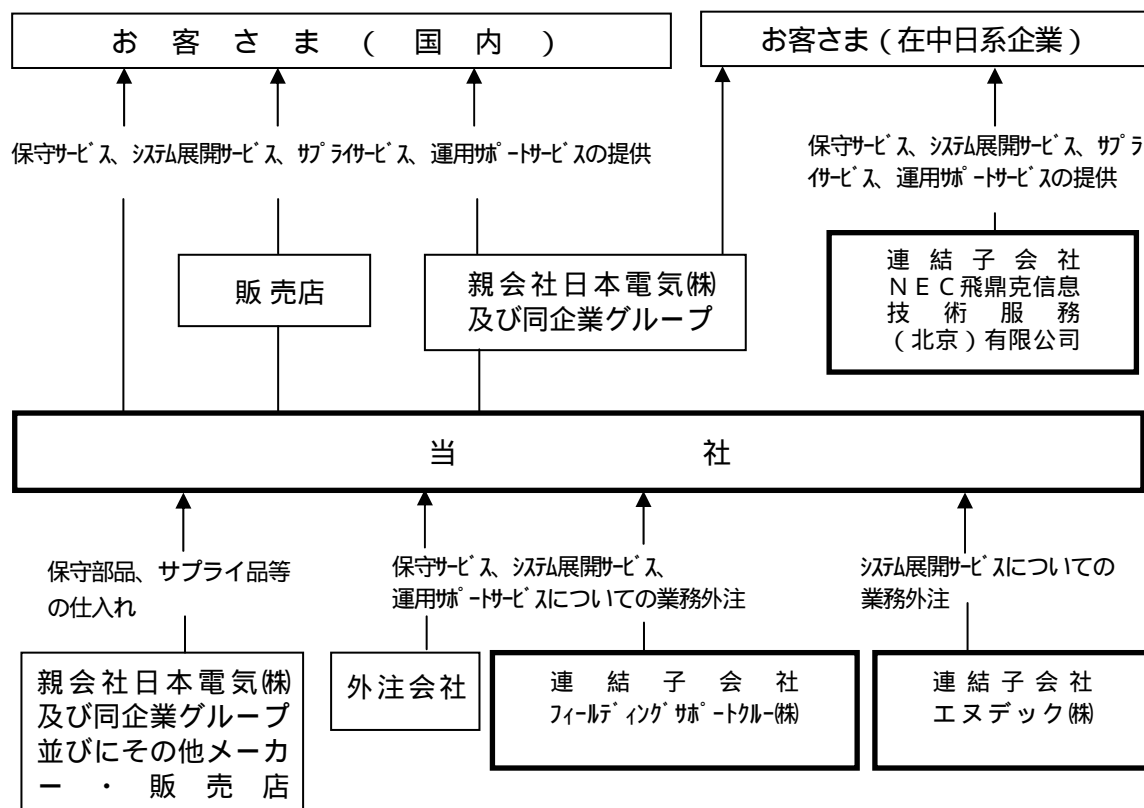 お客さま(国内)
お客さま(在中日系企業)
保守ｻｰﾋﾞｽ、ｼｽﾃﾑ展開ｻｰﾋﾞｽ、ｻﾌﾟﾗｲｻｰﾋﾞｽ、運用ｻﾎﾟｰﾄｻｰﾋﾞｽの提供
保守ｻｰﾋﾞｽ、ｼｽﾃﾑ展開ｻｰﾋﾞｽ、ｻﾌﾟﾗ
ｲｻｰﾋﾞｽ、運用ｻﾎﾟｰﾄｻｰﾋﾞｽの提供
販売店
親会社日本電気㈱
及び同企業グループ
連結子会社
ＮＥＣ飛鼎克信息
技術服務
(北京)有限公司
当社
保守部品、サプライ品等
の仕入れ
保守ｻｰﾋﾞｽ、ｼｽﾃﾑ展開ｻｰﾋﾞｽ、
運用ｻﾎﾟｰﾄｻｰﾋﾞｽについての業務外注
ｼｽﾃﾑ展開ｻｰﾋﾞｽについての
業務外注
親会社日本電気㈱
及び同企業グループ
並びにその他メーカ
ー・販売店
外注会社
連結子会社
ﾌｨｰﾙﾃﾞｨﾝｸﾞｻﾎﾟｰﾄｸﾙｰ㈱
連結子会社
エヌデック㈱